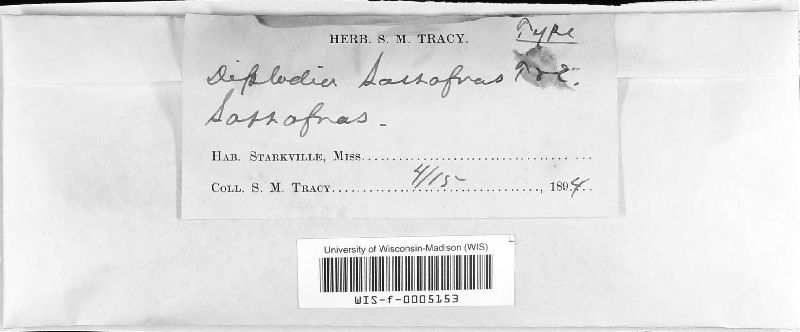 Type
HERB. S. M. TRACY.
Diplodia Sassafras T & E.
Sassafras -
HAB. STARKVILLE, MISS.
COLL. S. M. TRACY. 4/15 , 1894.
University of Wisconsin-Madison (WIS)
WIS-f-0005153